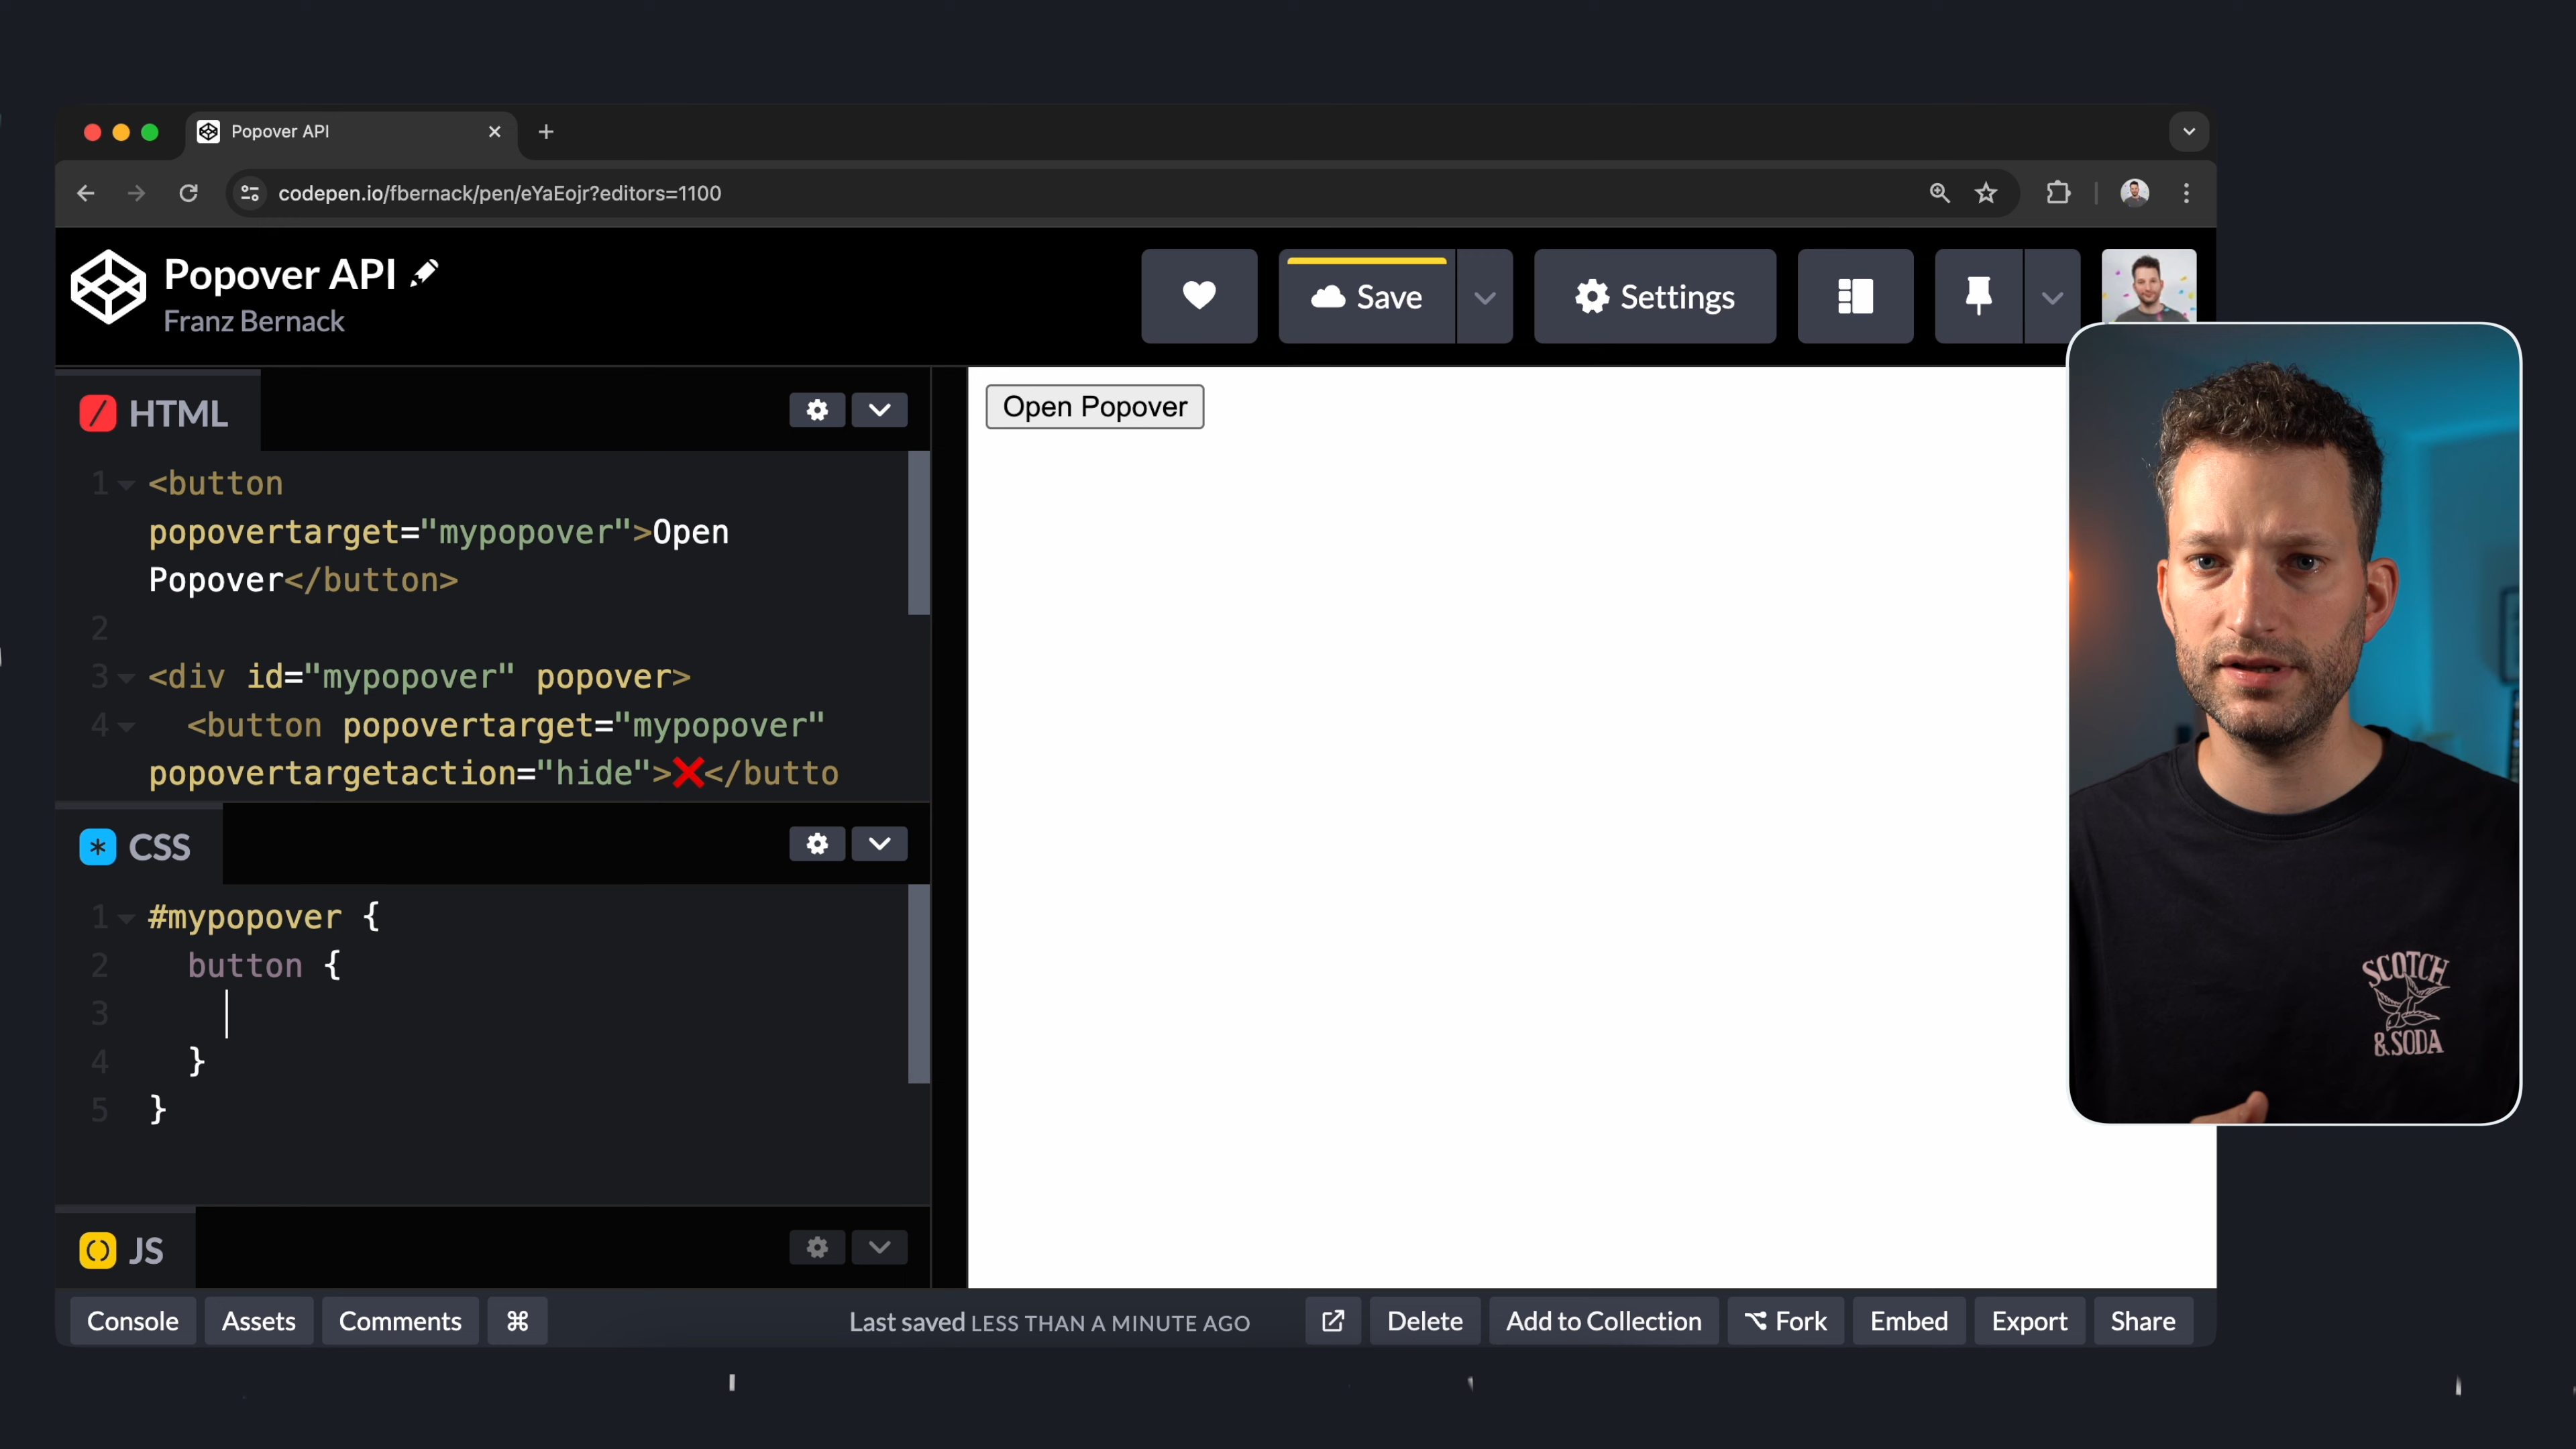 Popover API
codepen.io/fbernack/pen/eYaEojr?editors=1100
Popover API
Franz Bernack
Save
Settings
HTML
1 <button
popovertarget="mypopover">Open
Popover</button>
2
3 <div id="mypopover" popover>
4 <button popovertarget="mypopover"
popovertargetaction="hide">❌</butto
CSS
1 #mypopover {
2 button {
3
4 }
5 }
JS
Open Popover
SCOTCH
& SODA
Console
Assets
Comments
⌘
Last saved LESS THAN A MINUTE AGO
Delete
Add to Collection
Fork
Embed
Export
Share